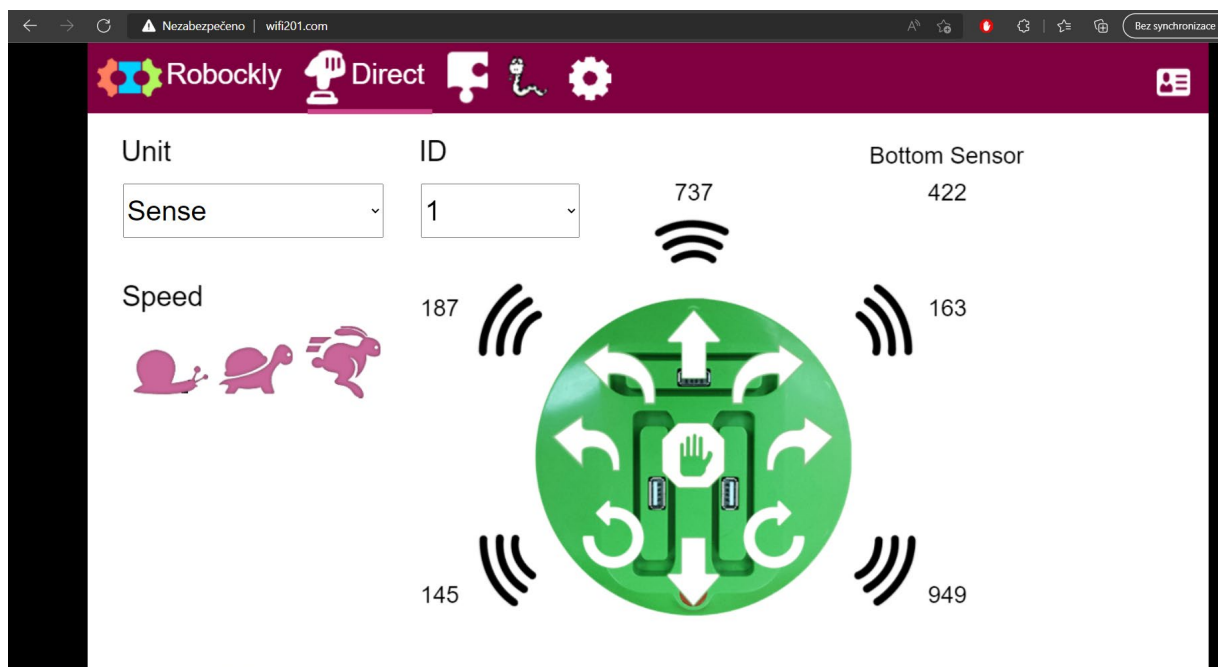 Nezabezpečeno | wifi201.com
Bez synchronizace
Robockly Direct
Unit
ID
Bottom Sensor
Sense
1
737
422
Speed
187
163
145
949